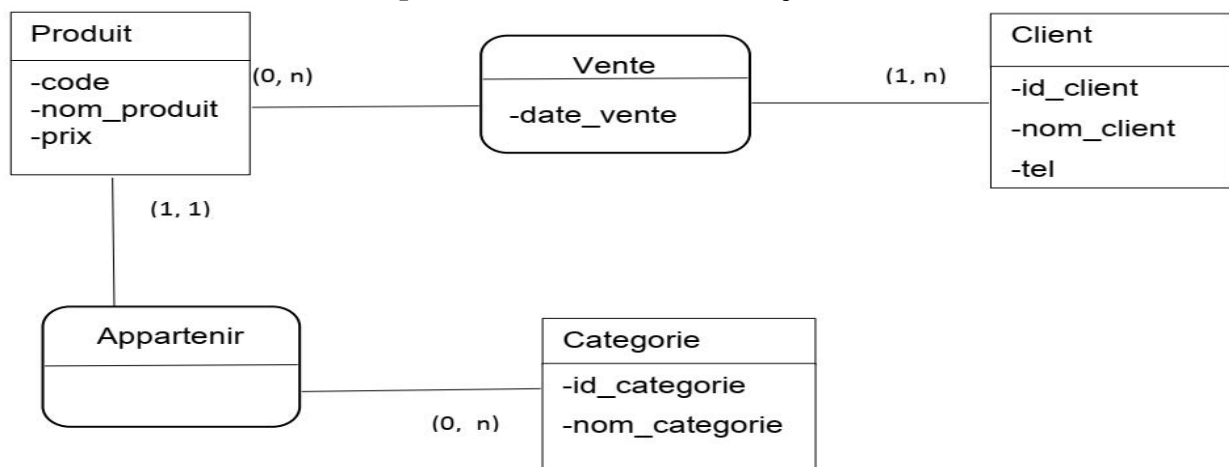 Produit
-code
-nom_produit
-prix
(0, n)
Vente
-date_vente
(1, n)
Client
-id_client
-nom_client
-tel
(1, 1)
Appartenir
(0, n)
Categorie
-id_categorie
-nom_categorie